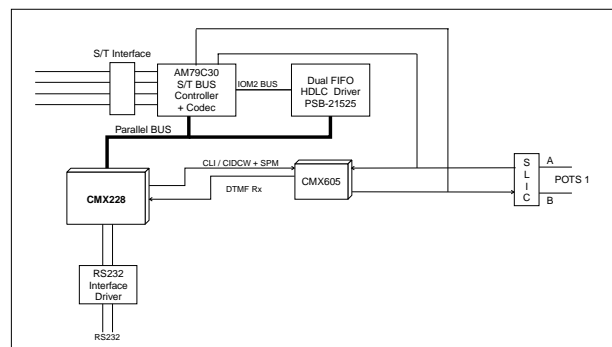 S/T Interface
AM79C30
S/T BUS
Controller
+ Codec
IOM2 BUS
Dual FIFO
HDLC Driver
PSB-21525
Parallel BUS
CLI / CIDCW + SPM
DTMF Rx
CMX228
CMX605
S
L
I
C
A
B
POTS 1
RS232
Interface
Driver
RS232